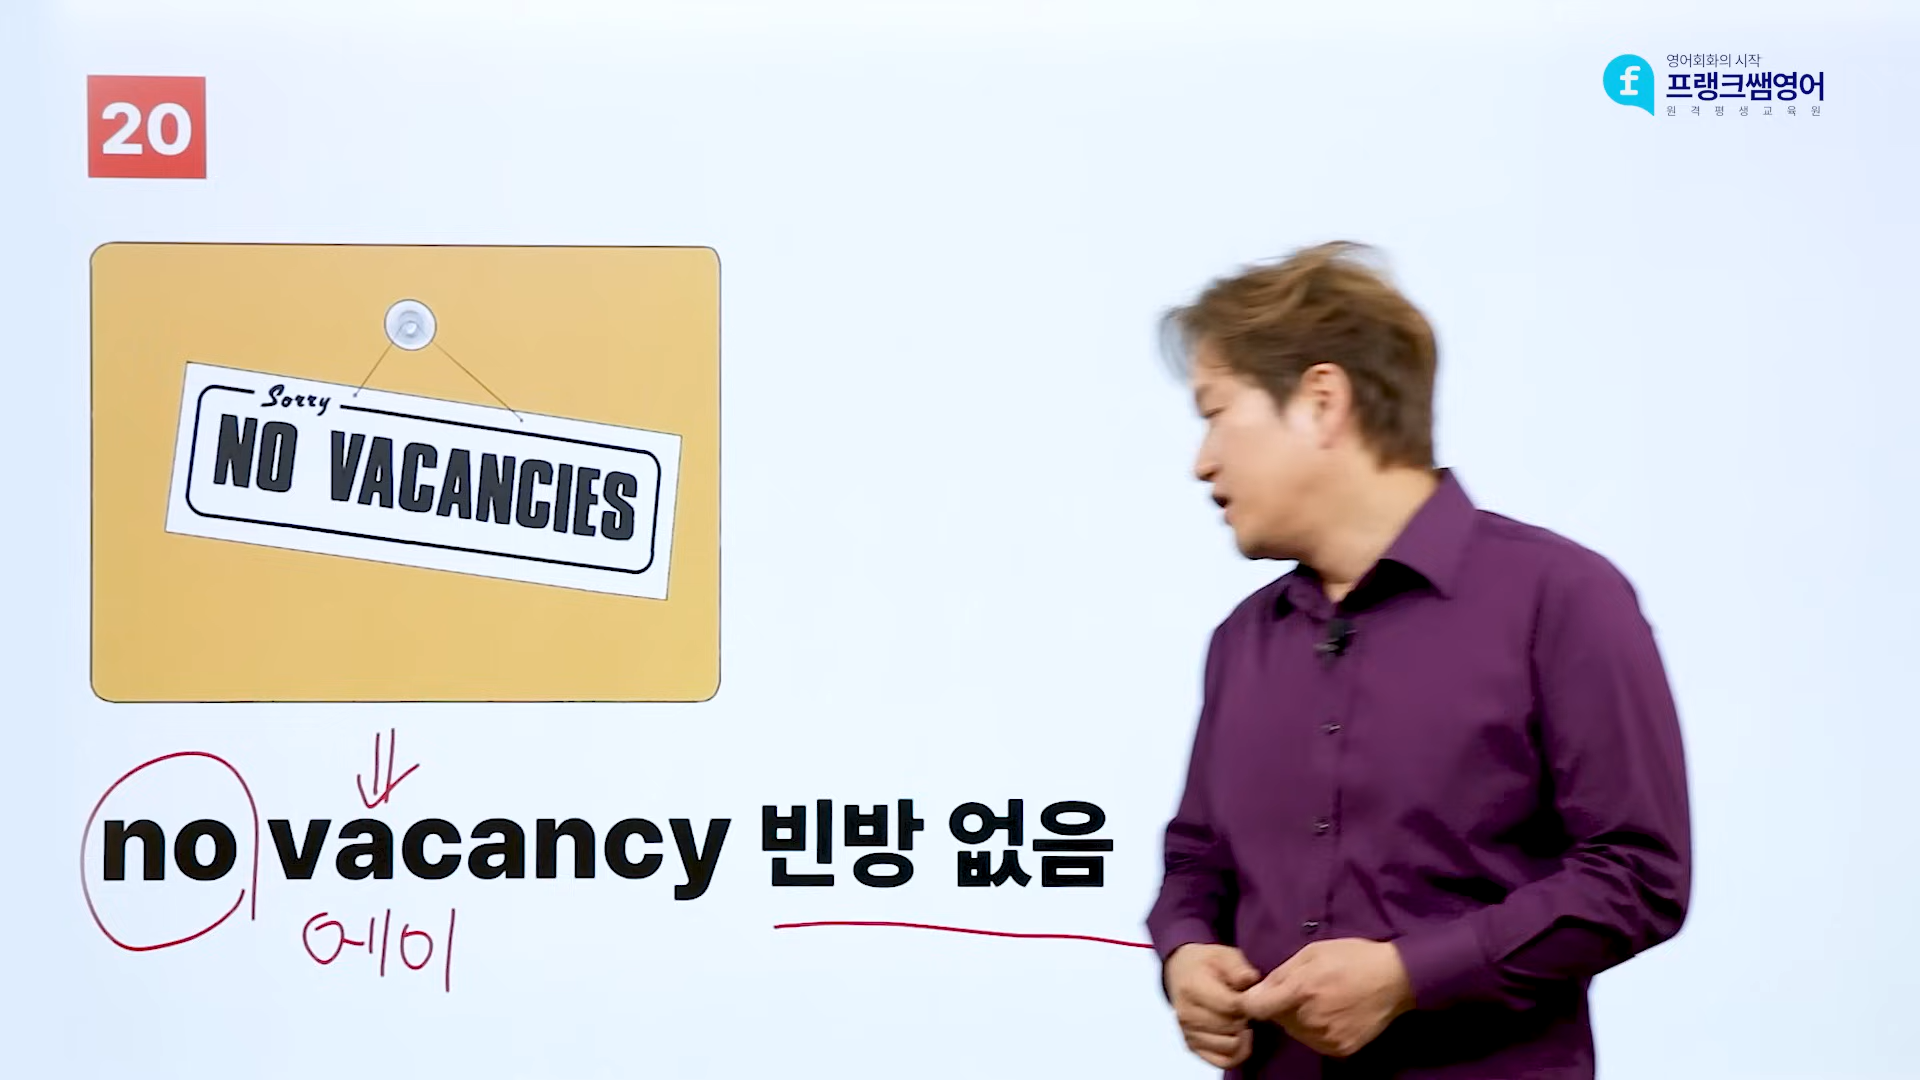 영어회화의 시작
프랭크쌤영어
원격평생교육원
20
Sorry
NO VACANCIES
no vacancy 빈방 없음
에이